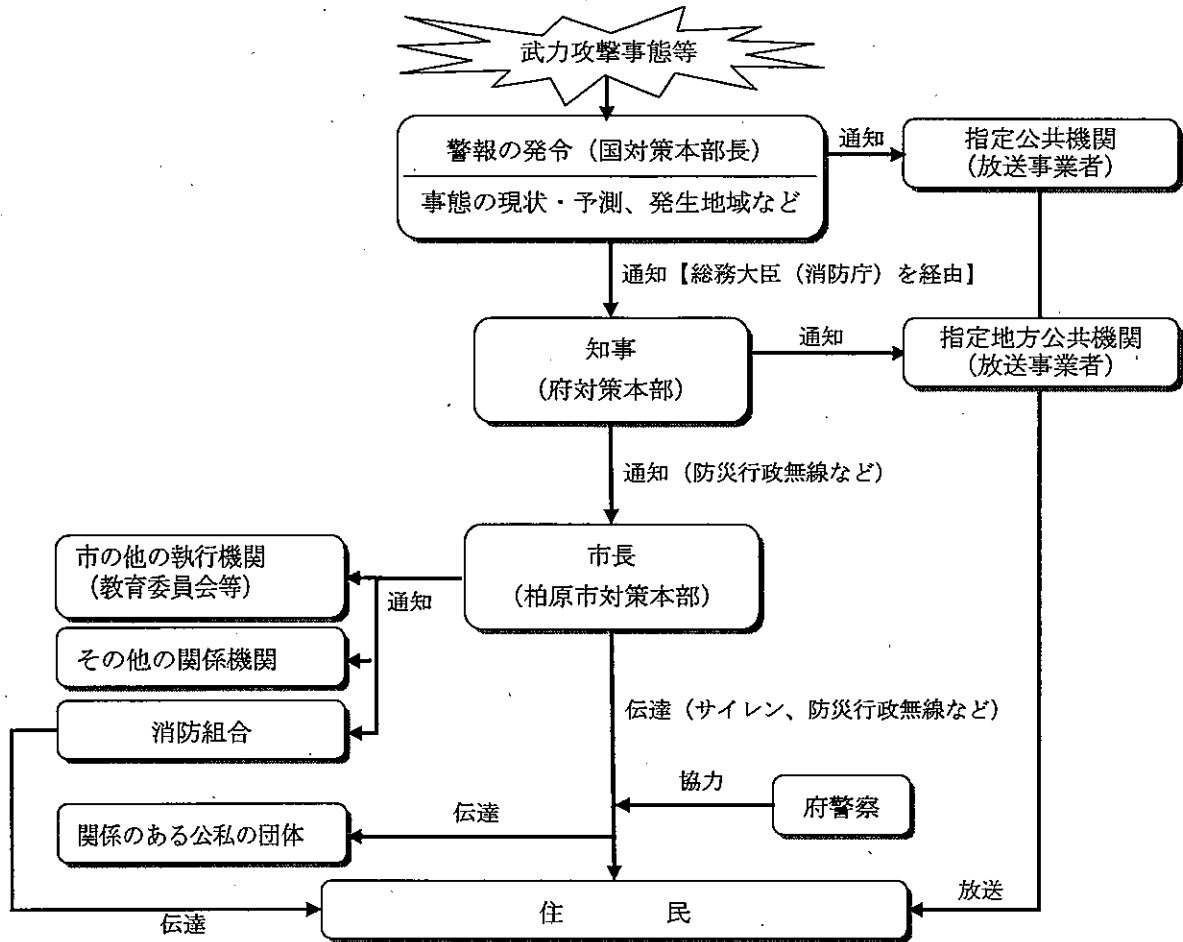 武力攻撃事態等
警報の発令（国対策本部長）
事態の現状・予測、発生地域など
通知
指定公共機関
（放送事業者）
通知【総務大臣（消防庁）を経由】
知事
（府対策本部）
通知
指定地方公共機関
（放送事業者）
通知（防災行政無線など）
市長
（柏原市対策本部）
市の他の執行機関
（教育委員会等）
通知
その他の関係機関
消防組合
伝達（サイレン、防災行政無線など）
協力
府警察
伝達
関係のある公私の団体
放送
住　　　　民
伝達